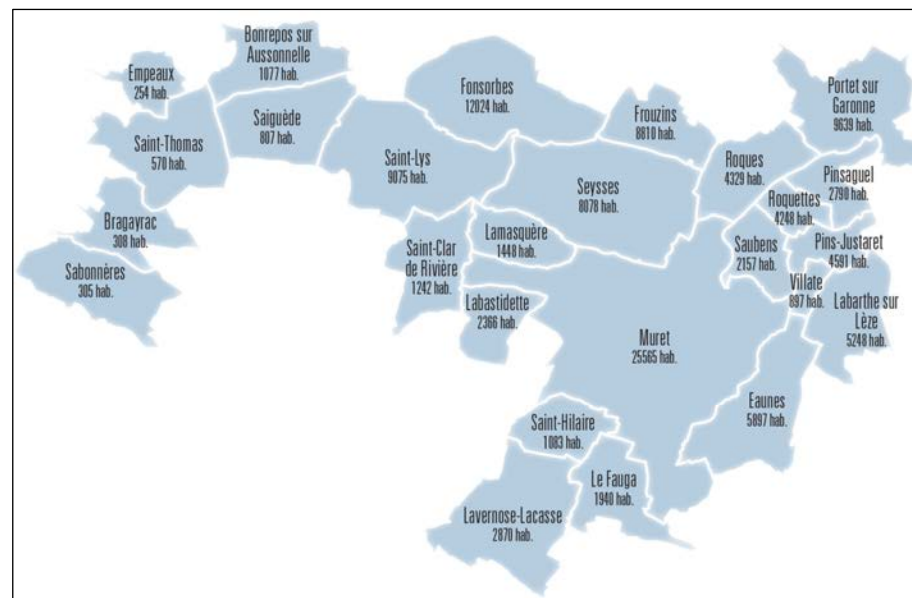 Bonrepos sur
Aussonnelle
1077 hab.
Empeaux
254 hab.
Fonsorbes
12024 hab.
Portet sur
Garonne
9639 hab.
Saiguède
807 hab.
Frouzins
8810 hab.
Saint-Thomas
570 hab.
Saint-Lys
9075 hab.
Roques
4329 hab.
Seysses
8078 hab.
Pinsaguel
2790 hab.
Roquettes
4248 hab.
Bragayrac
308 hab.
Lamasquère
1448 hab.
Saint-Clar
de Rivière
1242 hab.
Saubens
2157 hab.
Pins-Justaret
4591 hab.
Sabonnères
305 hab.
Villate
897 hab.
Labastidette
2366 hab.
Labarthe sur
Lèze
5248 hab.
Muret
25565 hab.
Eaunes
5897 hab.
Saint-Hilaire
1083 hab.
Le Fauga
1940 hab.
Lavernose-Lacasse
2870 hab.